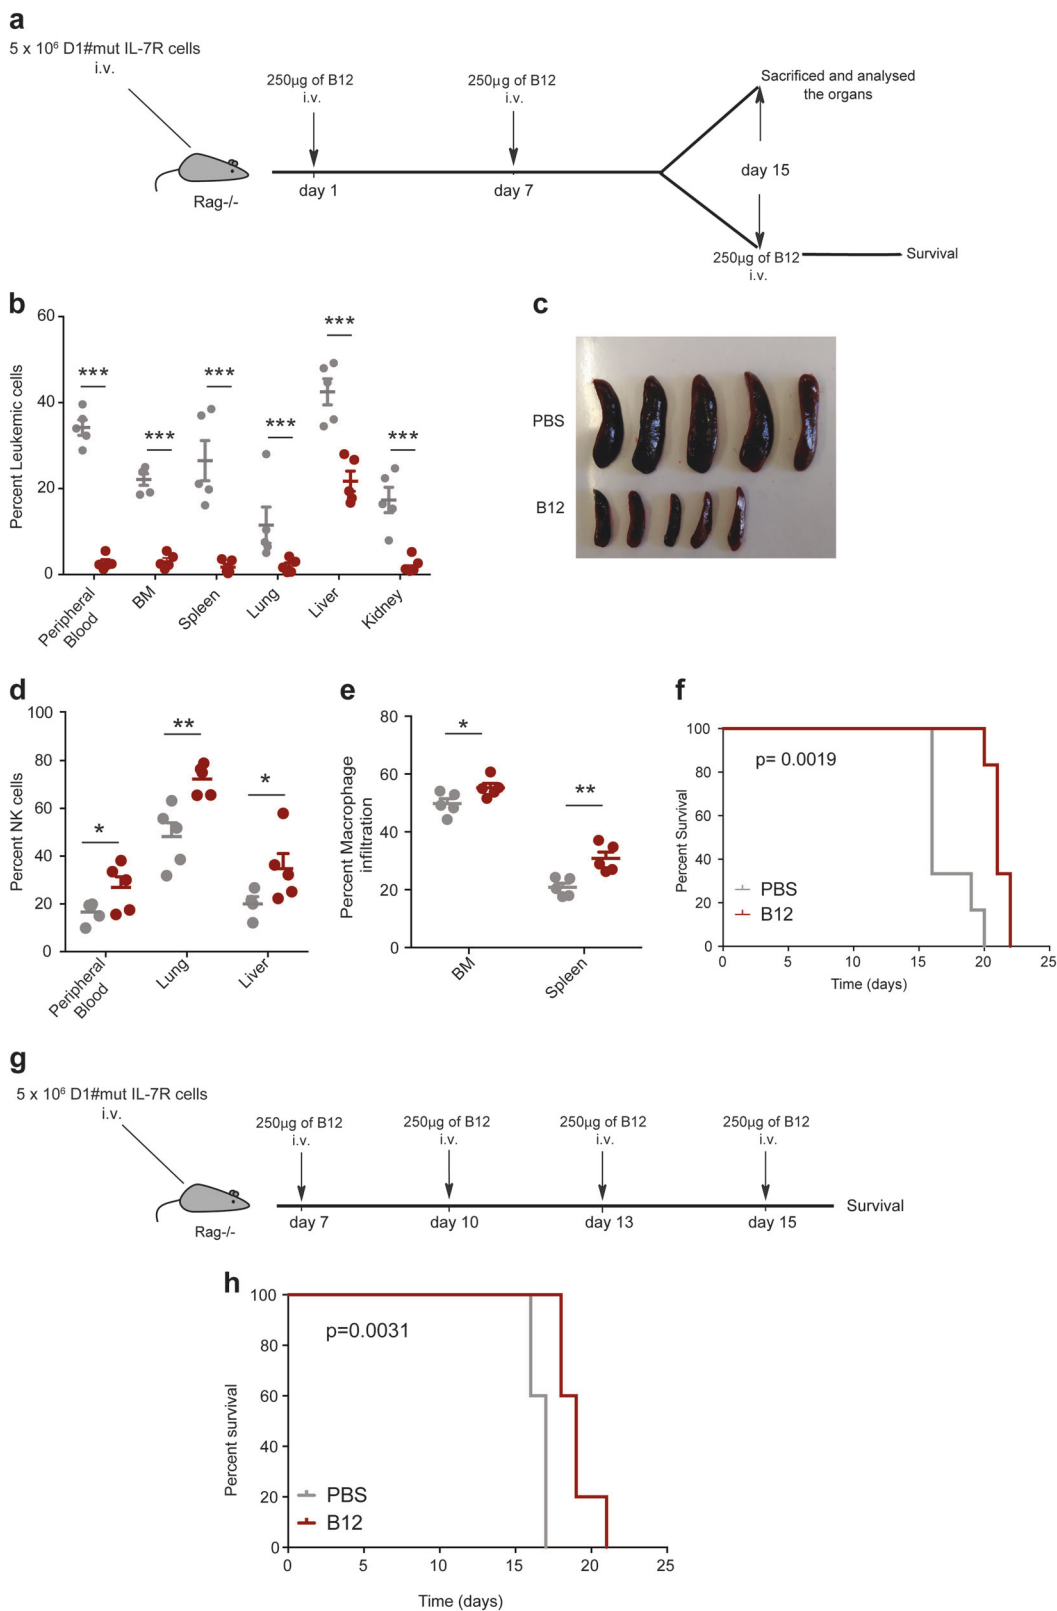 a
5 x 10⁶ D1#mut IL-7R cells
i.v.
250µg of B12
i.v.
250µg of B12
i.v.
Sacrificed and analysed
the organs
day 1
day 7
day 15
Rag-/-
250µg of B12
i.v.
Survival
b
Percent Leukemic cells
60
40
20
0
***
***
***
***
***
***
Peripheral
Blood
BM
Spleen
Lung
Liver
Kidney
c
PBS
B12
d
Percent NK cells
100
80
60
40
20
0
*
**
*
Peripheral
Blood
Lung
Liver
e
Percent Macrophage
infiltration
80
60
40
20
0
*
**
BM
Spleen
f
Percent Survival
100
80
60
40
20
0
p= 0.0019
PBS
B12
0 5 10 15 20 25
Time (days)
g
5 x 10⁶ D1#mut IL-7R cells
i.v.
250µg of B12
i.v.
250µg of B12
i.v.
250µg of B12
i.v.
250µg of B12
i.v.
Rag-/-
day 7
day 10
day 13
day 15
Survival
h
Percent survival
100
80
60
40
20
0
p=0.0031
PBS
B12
0 5 10 15 20 25
Time (days)